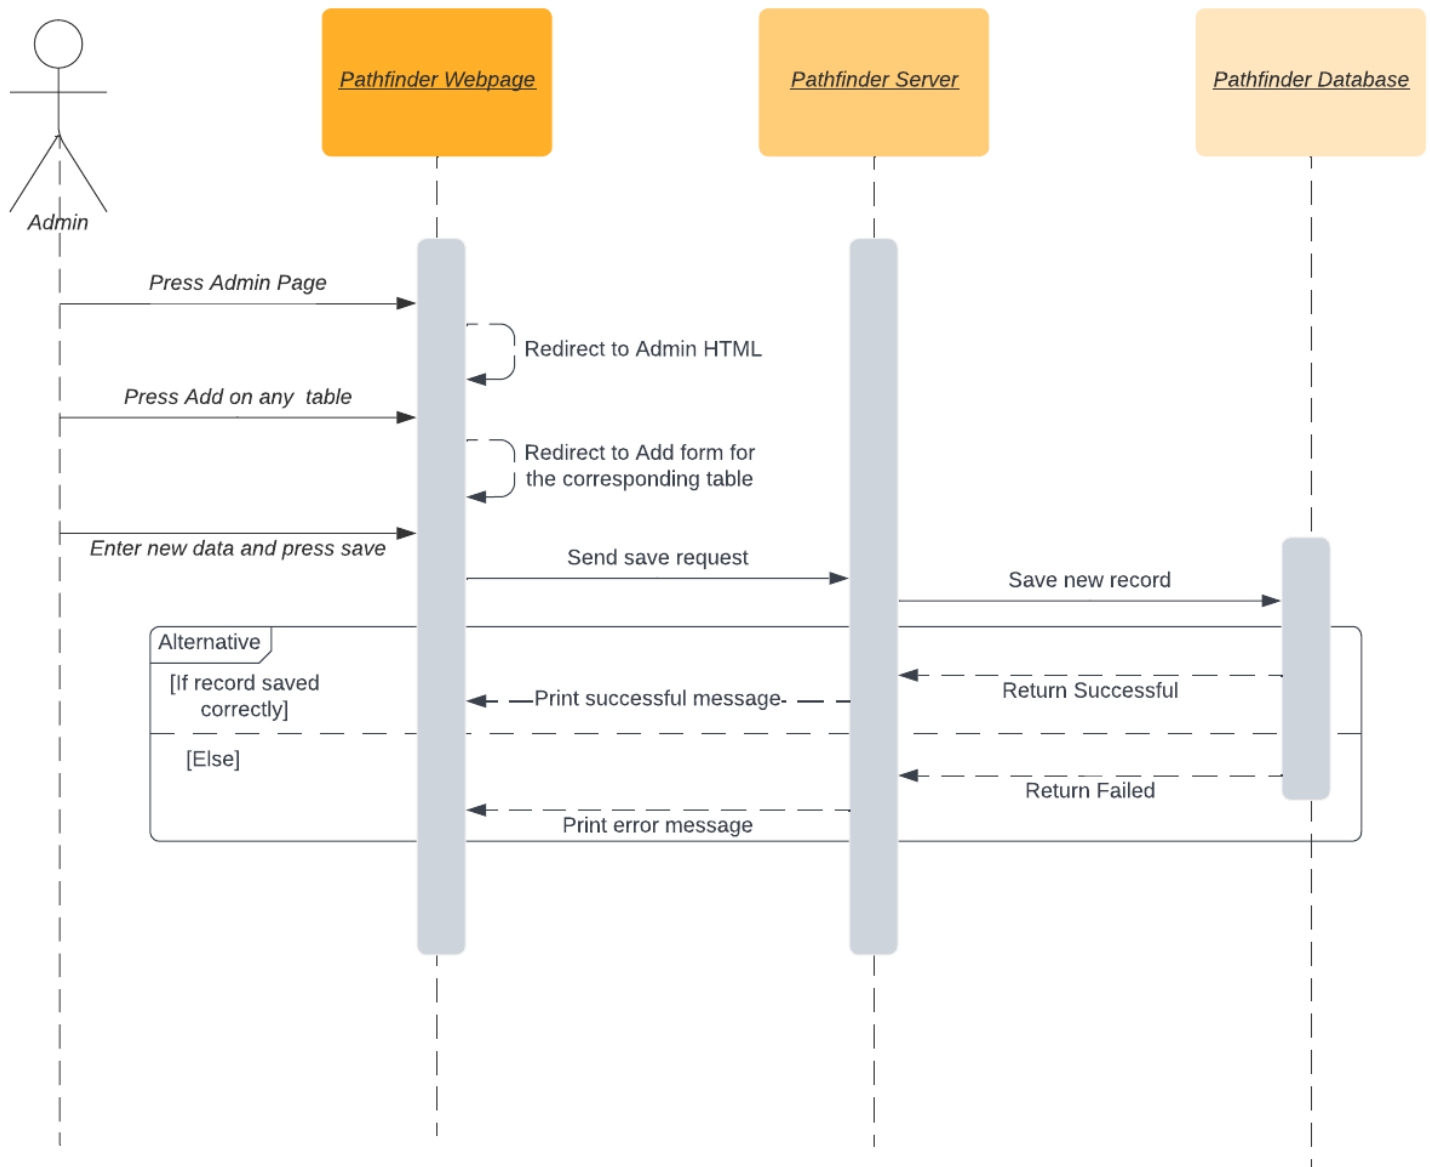 Pathfinder Webpage
Pathfinder Server
Pathfinder Database
Admin
Press Admin Page
Redirect to Admin HTML
Press Add on any  table
Redirect to Add form for
the corresponding table
Enter new data and press save
Send save request
Save new record
Alternative
[If record saved
correctly]
Return Successful
Print successful message
[Else]
Return Failed
Print error message